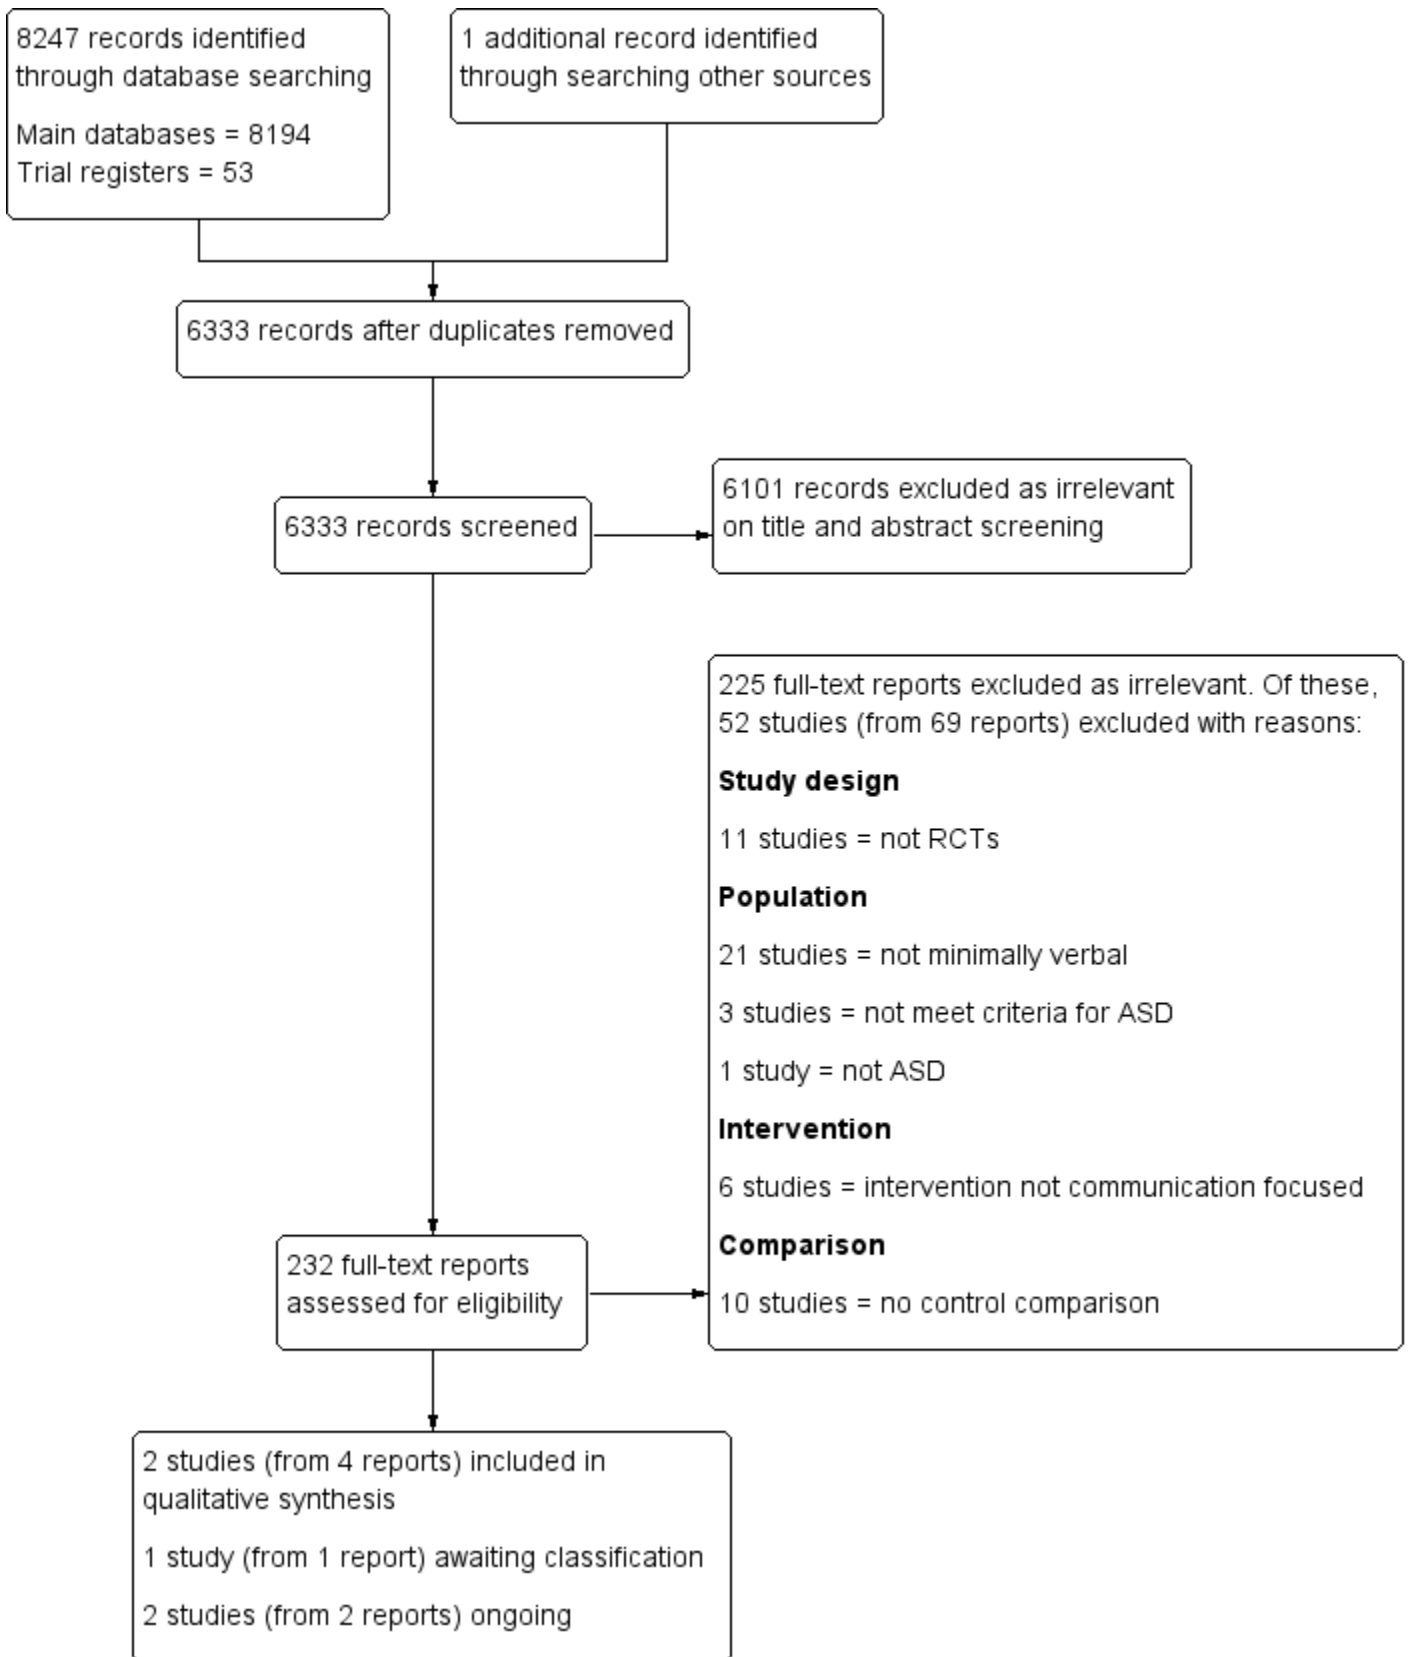 8247 records identified
through database searching
Main databases = 8194
Trial registers = 53
1 additional record identified
through searching other sources
6333 records after duplicates removed
6333 records screened
6101 records excluded as irrelevant
on title and abstract screening
225 full-text reports excluded as irrelevant. Of these,
52 studies (from 69 reports) excluded with reasons:
Study design
11 studies = not RCTs
Population
21 studies = not minimally verbal
3 studies = not meet criteria for ASD
1 study = not ASD
Intervention
6 studies = intervention not communication focused
Comparison
10 studies = no control comparison
232 full-text reports
assessed for eligibility
2 studies (from 4 reports) included in
qualitative synthesis
1 study (from 1 report) awaiting classification
2 studies (from 2 reports) ongoing